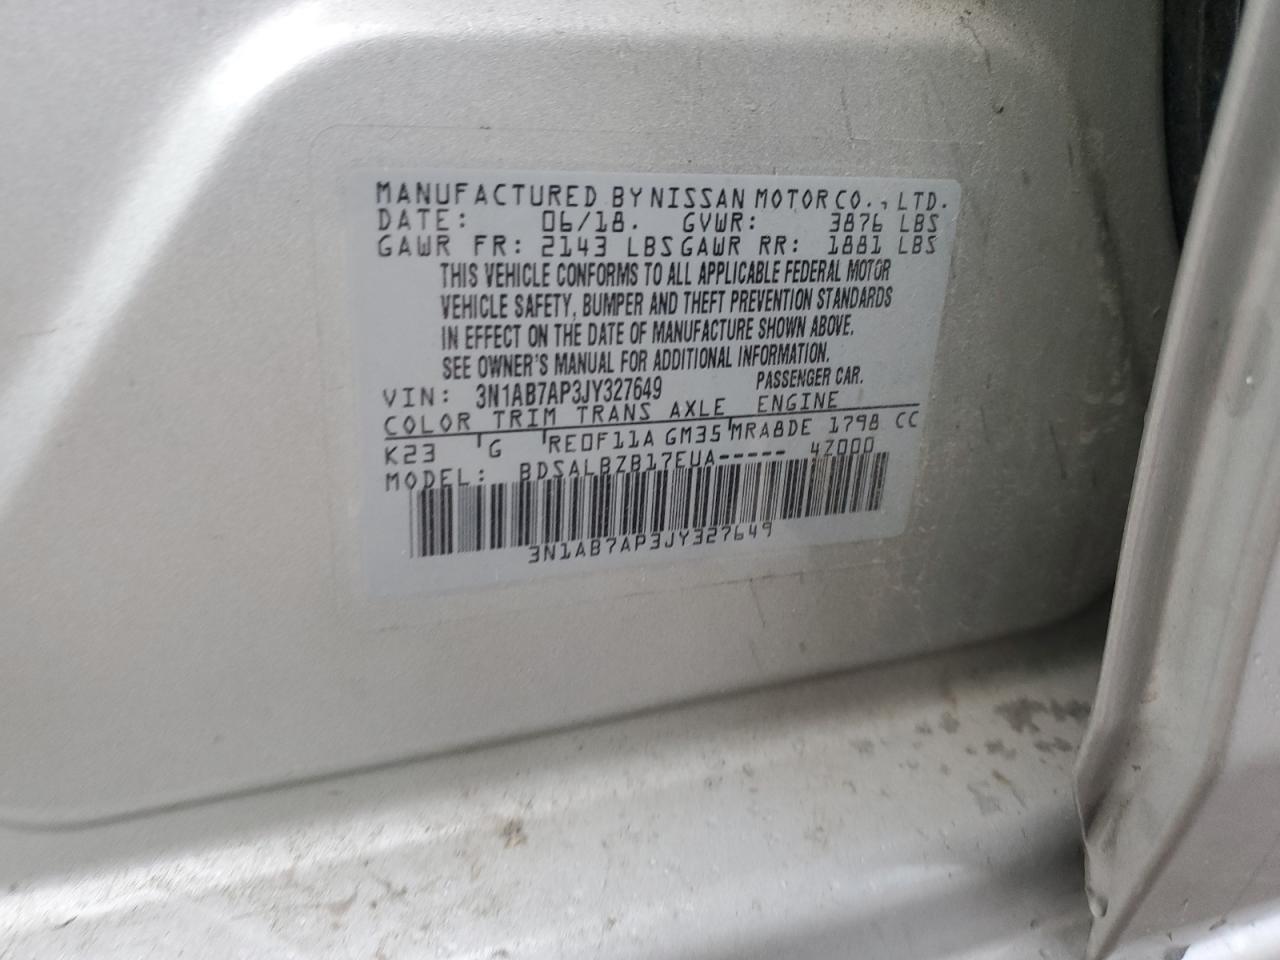 MANUFACTURED BY NISSAN MOTOR CO., LTD.
DATE: 06/18. GVWR: 3876 LBS
GAWR FR: 2143 LBS GAWR RR: 1881 LBS
THIS VEHICLE CONFORMS TO ALL APPLICABLE FEDERAL MOTOR
VEHICLE SAFETY, BUMPER AND THEFT PREVENTION STANDARDS
IN EFFECT ON THE DATE OF MANUFACTURE SHOWN ABOVE.
SEE OWNER'S MANUAL FOR ADDITIONAL INFORMATION.
VIN: 3N1AB7AP3JY327649 PASSENGER CAR.
COLOR TRIM TRANS AXLE ENGINE
K23 G RE0F11A GM35 MRA8DE 1798 CC
MODEL: BDSALBZB17EUA----- 4Z000
3N1AB7AP3JY327649